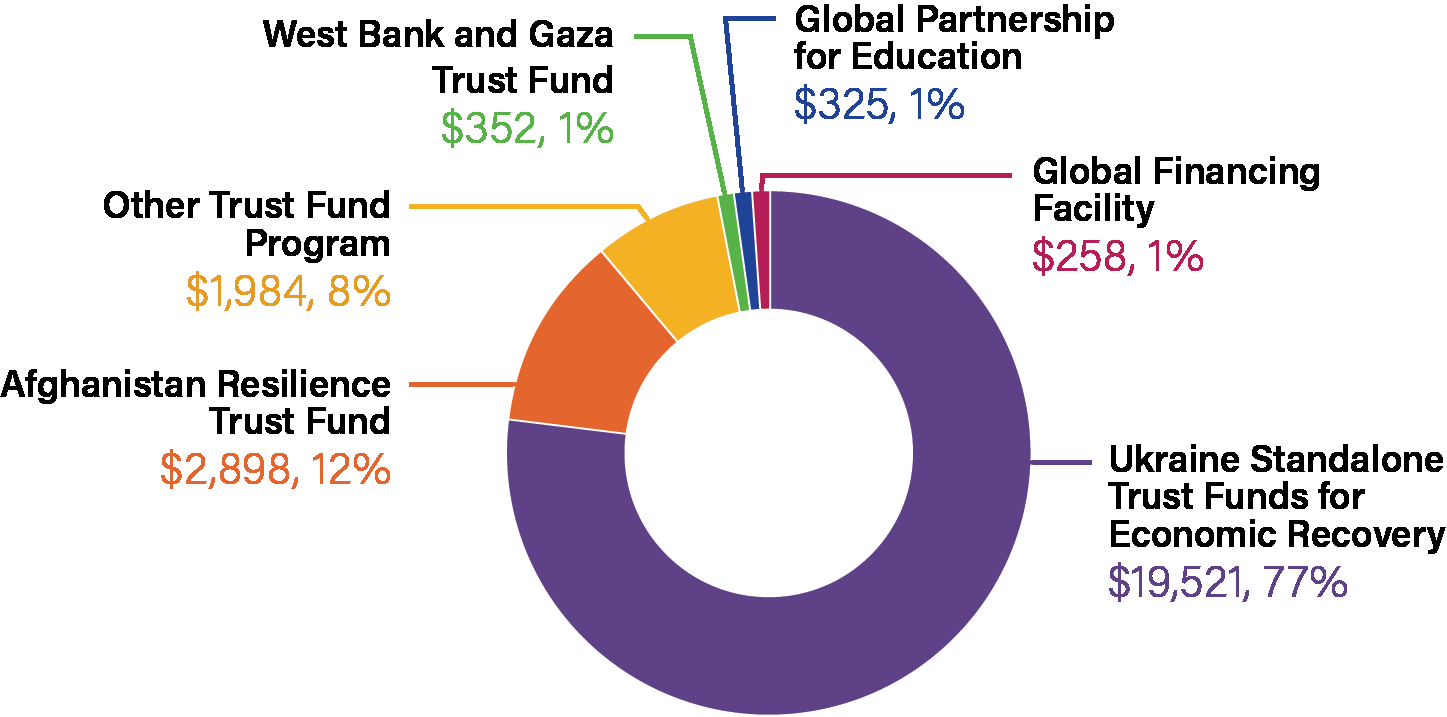 West Bank and Gaza
Trust Fund
$352, 1%
Global Partnership
for Education
$325, 1%
Global Financing
Facility
$258, 1%
Other Trust Fund
Program
$1,984, 8%
Afghanistan Resilience
Trust Fund
$2,898, 12%
Ukraine Standalone
Trust Funds for
Economic Recovery
$19,521, 77%